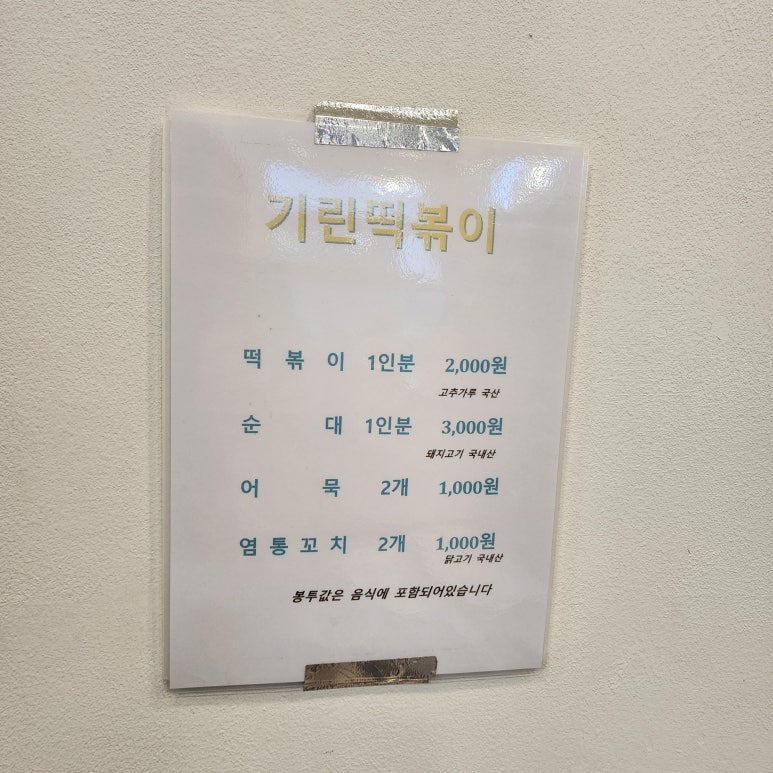 기린떡볶이
떡 볶 이 1인분 2,000원
고추가루 국산
순 대 1인분 3,000원
돼지고기 국내산
어 묵 2개 1,000원
염 통 꼬 치 2개 1,000원
닭고기 국내산
봉투값은 음식에 포함되어있습니다